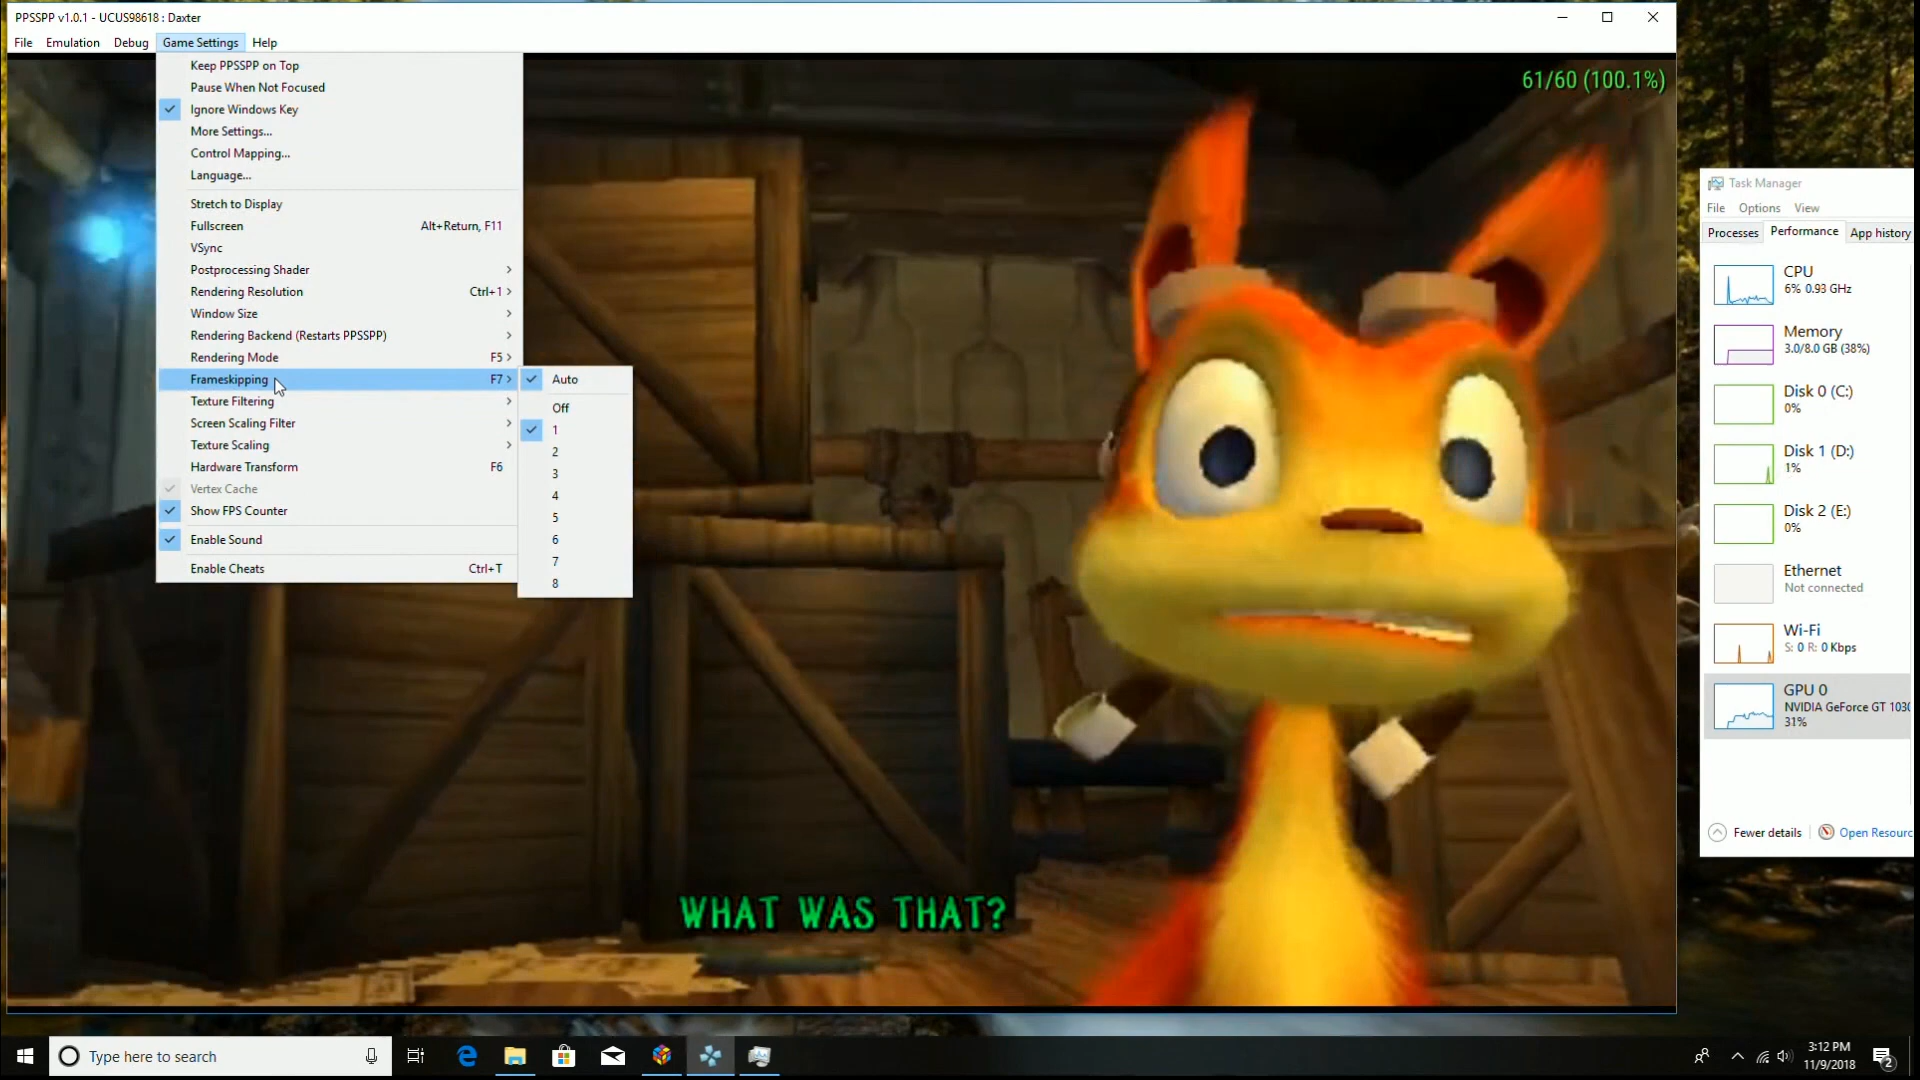 PPSSPP v1.0.1 - UCUS98618 : Daxter
File Emulation Debug Game Settings Help
Keep PPSSPP on Top
Pause When Not Focused
Ignore Windows Key
More Settings...
Control Mapping...
Language...
Stretch to Display
Fullscreen Alt+Return, F11
VSync
Postprocessing Shader
Rendering Resolution Ctrl+1
Window Size
Rendering Backend (Restarts PPSSPP)
Rendering Mode F5
Frameskipping F7
Texture Filtering
Screen Scaling Filter
Texture Scaling
Hardware Transform F6
Vertex Cache
Show FPS Counter
Enable Sound
Enable Cheats Ctrl+T
Auto
Off
1
2
3
4
5
6
7
8
61/60 (100.1%)
WHAT WAS THAT?
Task Manager
File Options View
Processes Performance App history
CPU
6% 0.93 GHz
Memory
3.0/8.0 GB (38%)
Disk 0 (C:)
0%
Disk 1 (D:)
1%
Disk 2 (E:)
0%
Ethernet
Not connected
Wi-Fi
S: 0 R: 0 Kbps
GPU 0
NVIDIA GeForce GT 1030
31%
Fewer details Open Resourc
Type here to search
3:12 PM
11/9/2018
2